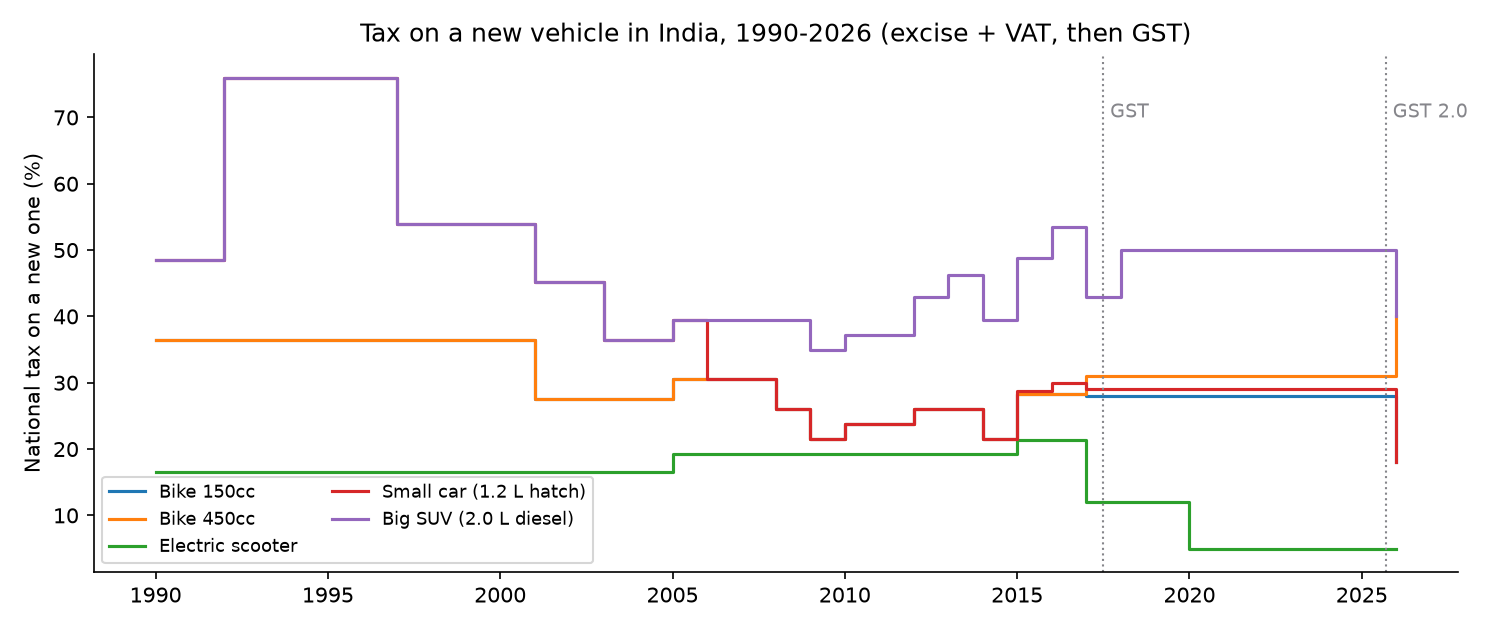 Tax on a new vehicle in India, 1990-2026 (excise + VAT, then GST)
National tax on a new one (%)
70
60
50
40
30
20
10
GST
GST 2.0
Bike 150cc
Bike 450cc
Electric scooter
Small car (1.2 L hatch)
Big SUV (2.0 L diesel)
1990
1995
2000
2005
2010
2015
2020
2025